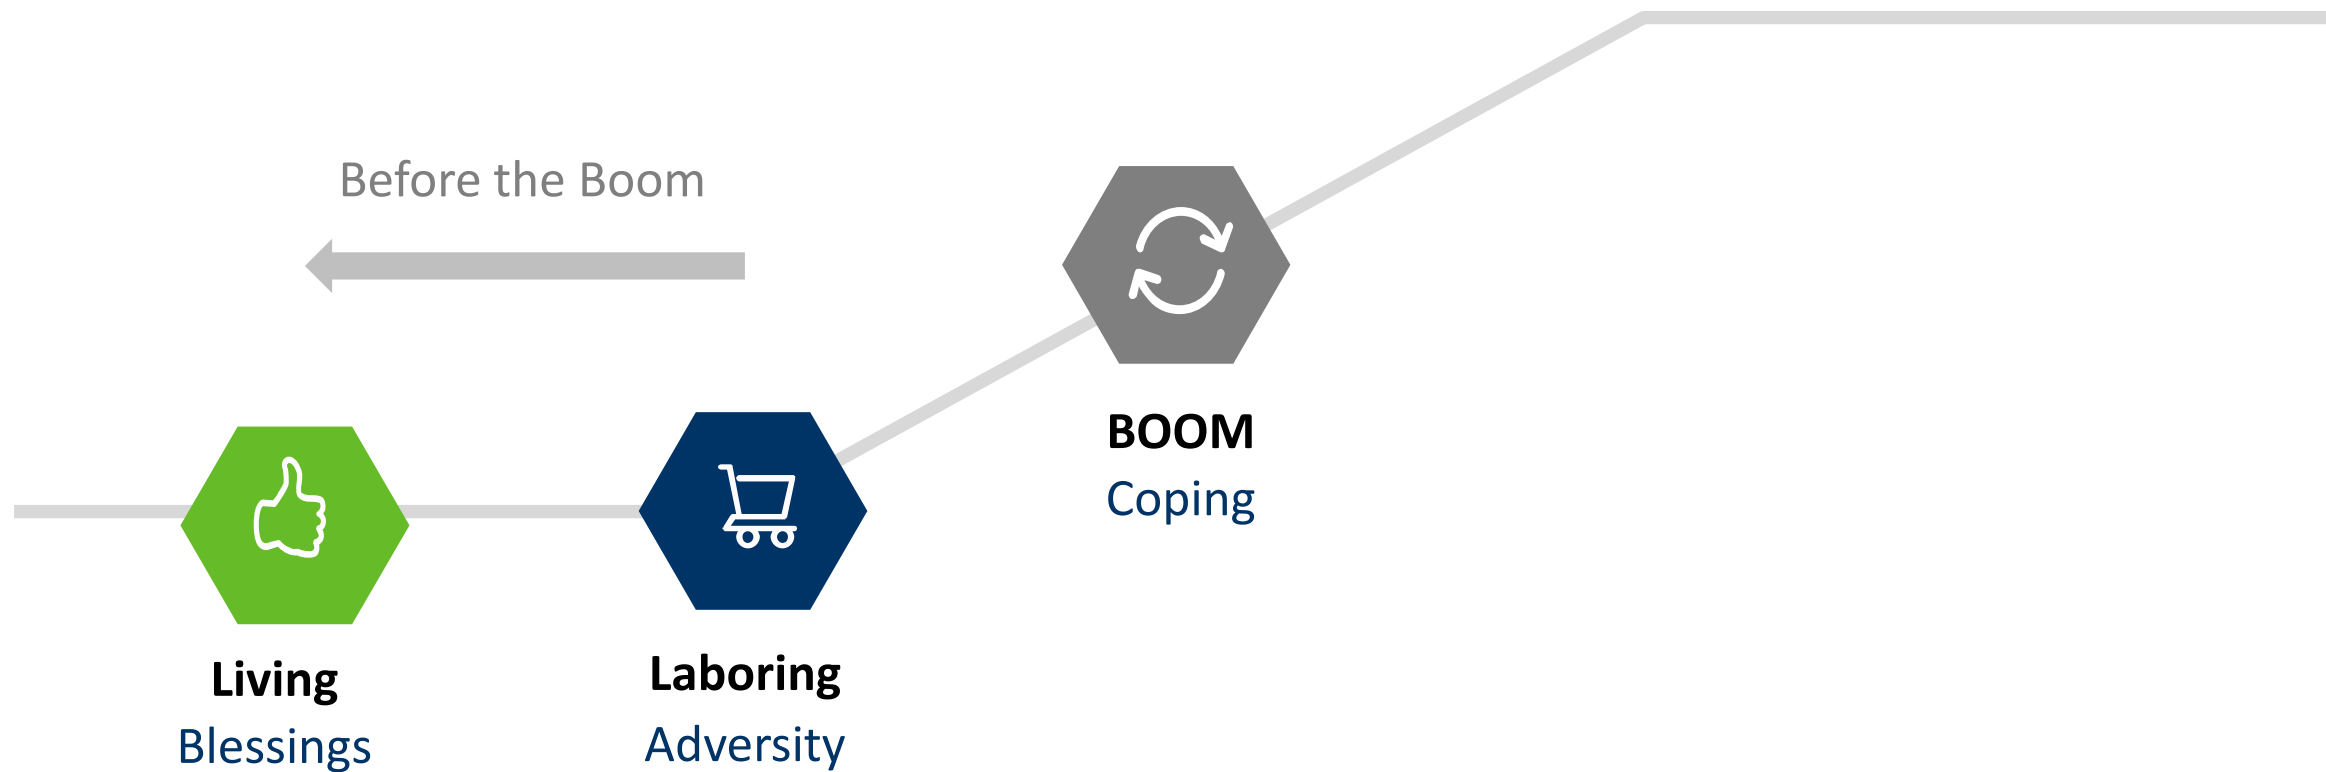 Before the Boom
BOOM
Coping
Living
Blessings
Laboring
Adversity